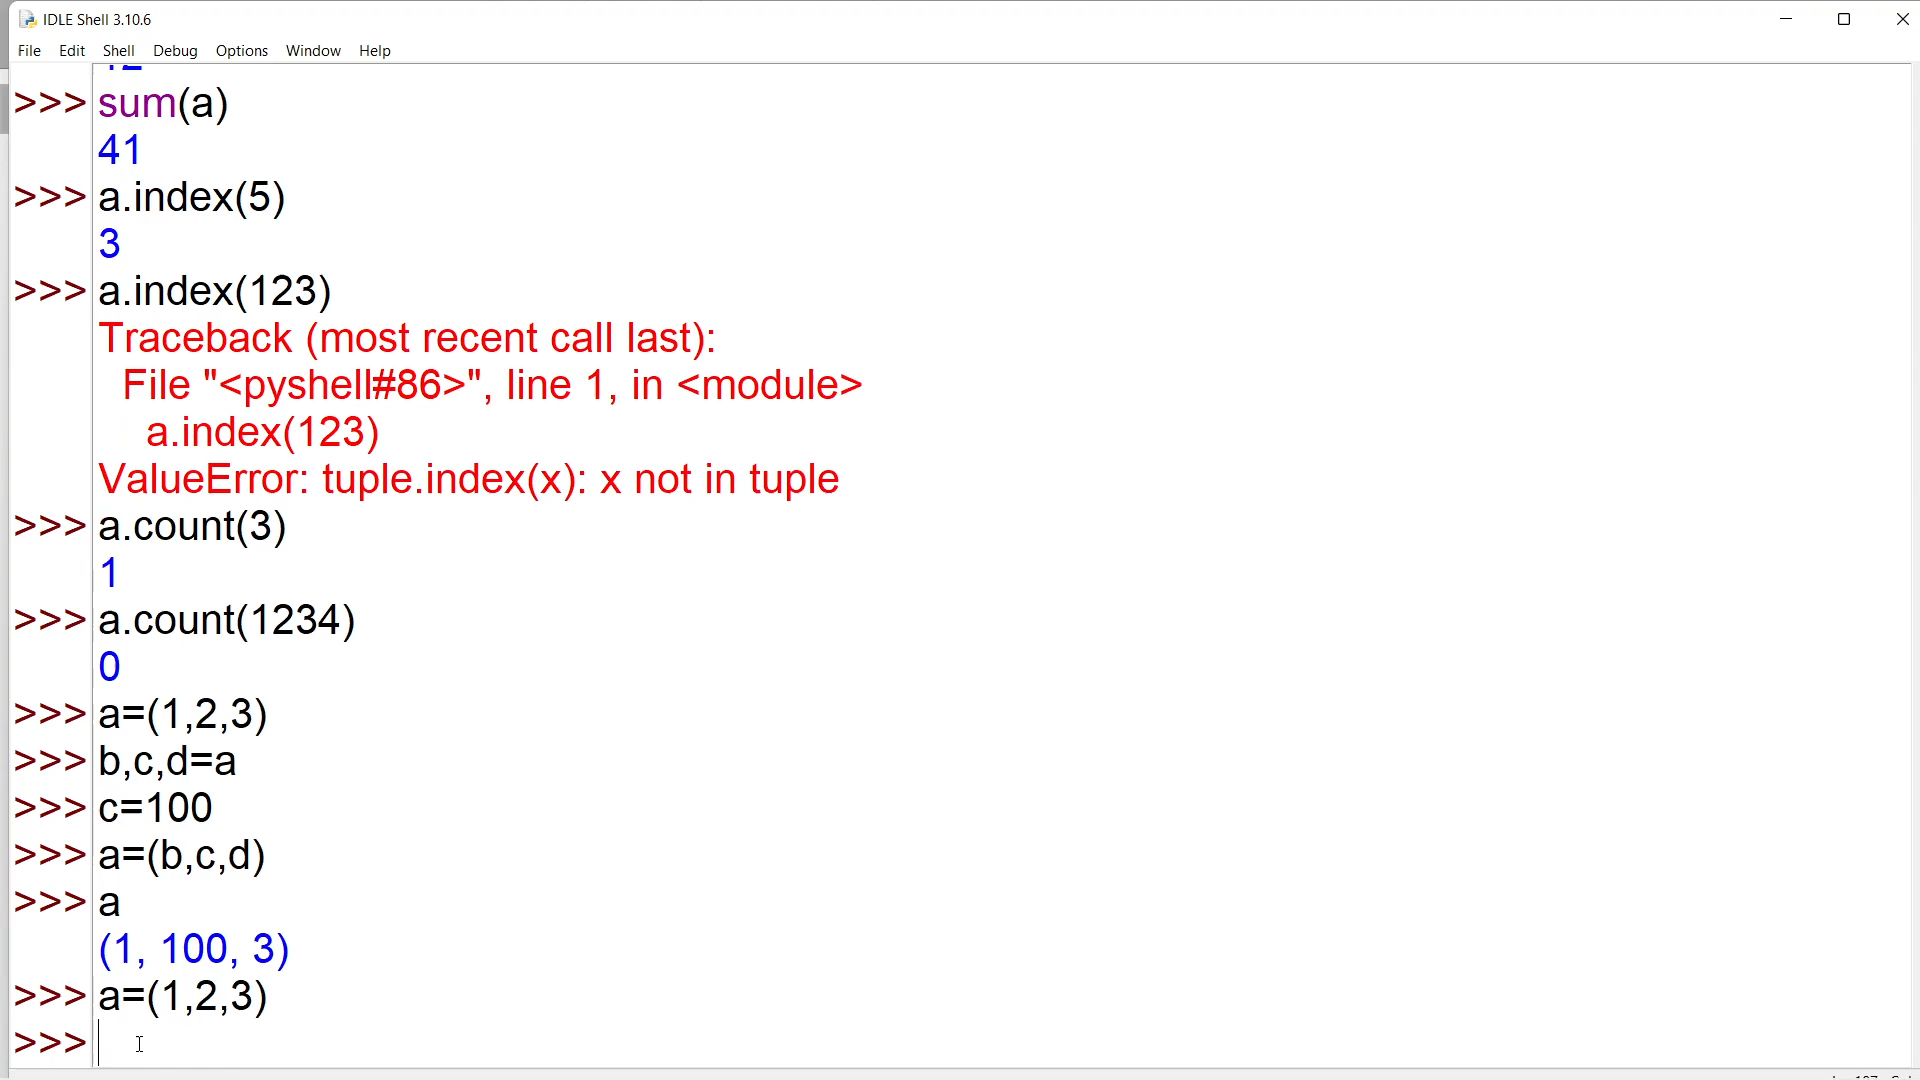 IDLE Shell 3.10.6
File Edit Shell Debug Options Window Help
>>> sum(a)
41
>>> a.index(5)
3
>>> a.index(123)
Traceback (most recent call last):
File "<pyshell#86>", line 1, in <module>
a.index(123)
ValueError: tuple.index(x): x not in tuple
>>> a.count(3)
1
>>> a.count(1234)
0
>>> a=(1,2,3)
>>> b,c,d=a
>>> c=100
>>> a=(b,c,d)
>>> a
(1, 100, 3)
>>> a=(1,2,3)
>>>